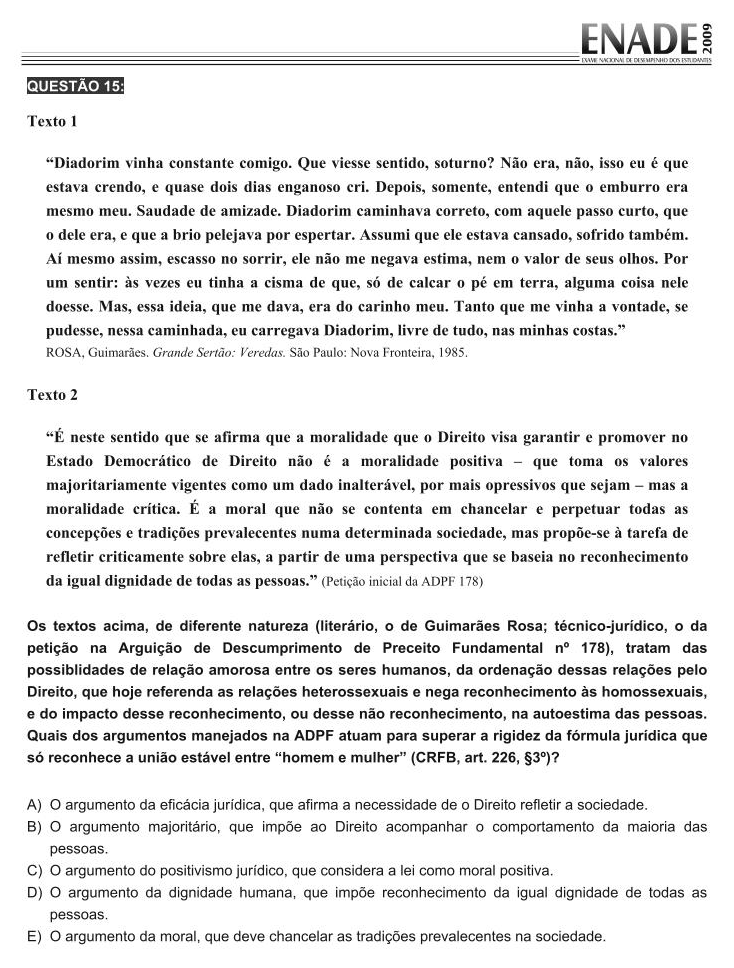 ENADE 2009
EXAME NACIONAL DE DESEMPENHO DOS ESTUDANTES
QUESTÃO 15:
Texto 1
“Diadorim vinha constante comigo. Que viesse sentido, soturno? Não era, não, isso eu é que
estava crendo, e quase dois dias enganoso cri. Depois, somente, entendi que o emburro era
mesmo meu. Saudade de amizade. Diadorim caminhava correto, com aquele passo curto, que
o dele era, e que a brio pelejava por espertar. Assumi que ele estava cansado, sofrido também.
Aí mesmo assim, escasso no sorrir, ele não me negava estima, nem o valor de seus olhos. Por
um sentir: às vezes eu tinha a cisma de que, só de calcar o pé em terra, alguma coisa nele
doesse. Mas, essa ideia, que me dava, era do carinho meu. Tanto que me vinha a vontade, se
pudesse, nessa caminhada, eu carregava Diadorim, livre de tudo, nas minhas costas.”
ROSA, Guimarães. Grande Sertão: Veredas. São Paulo: Nova Fronteira, 1985.
Texto 2
“É neste sentido que se afirma que a moralidade que o Direito visa garantir e promover no
Estado Democrático de Direito não é a moralidade positiva – que toma os valores
majoritariamente vigentes como um dado inalterável, por mais opressivos que sejam – mas a
moralidade crítica. É a moral que não se contenta em chancelar e perpetuar todas as
concepções e tradições prevalecentes numa determinada sociedade, mas propõe-se à tarefa de
refletir criticamente sobre elas, a partir de uma perspectiva que se baseia no reconhecimento
da igual dignidade de todas as pessoas.” (Petição inicial da ADPF 178)
Os textos acima, de diferente natureza (literário, o de Guimarães Rosa; técnico-jurídico, o da
petição na Arguição de Descumprimento de Preceito Fundamental nº 178), tratam das
possiblidades de relação amorosa entre os seres humanos, da ordenação dessas relações pelo
Direito, que hoje referenda as relações heterossexuais e nega reconhecimento às homossexuais,
e do impacto desse reconhecimento, ou desse não reconhecimento, na autoestima das pessoas.
Quais dos argumentos manejados na ADPF atuam para superar a rigidez da fórmula jurídica que
só reconhece a união estável entre “homem e mulher” (CRFB, art. 226, §3º)?
A) O argumento da eficácia jurídica, que afirma a necessidade de o Direito refletir a sociedade.
B) O argumento majoritário, que impõe ao Direito acompanhar o comportamento da maioria das
pessoas.
C) O argumento do positivismo jurídico, que considera a lei como moral positiva.
D) O argumento da dignidade humana, que impõe reconhecimento da igual dignidade de todas as
pessoas.
E) O argumento da moral, que deve chancelar as tradições prevalecentes na sociedade.